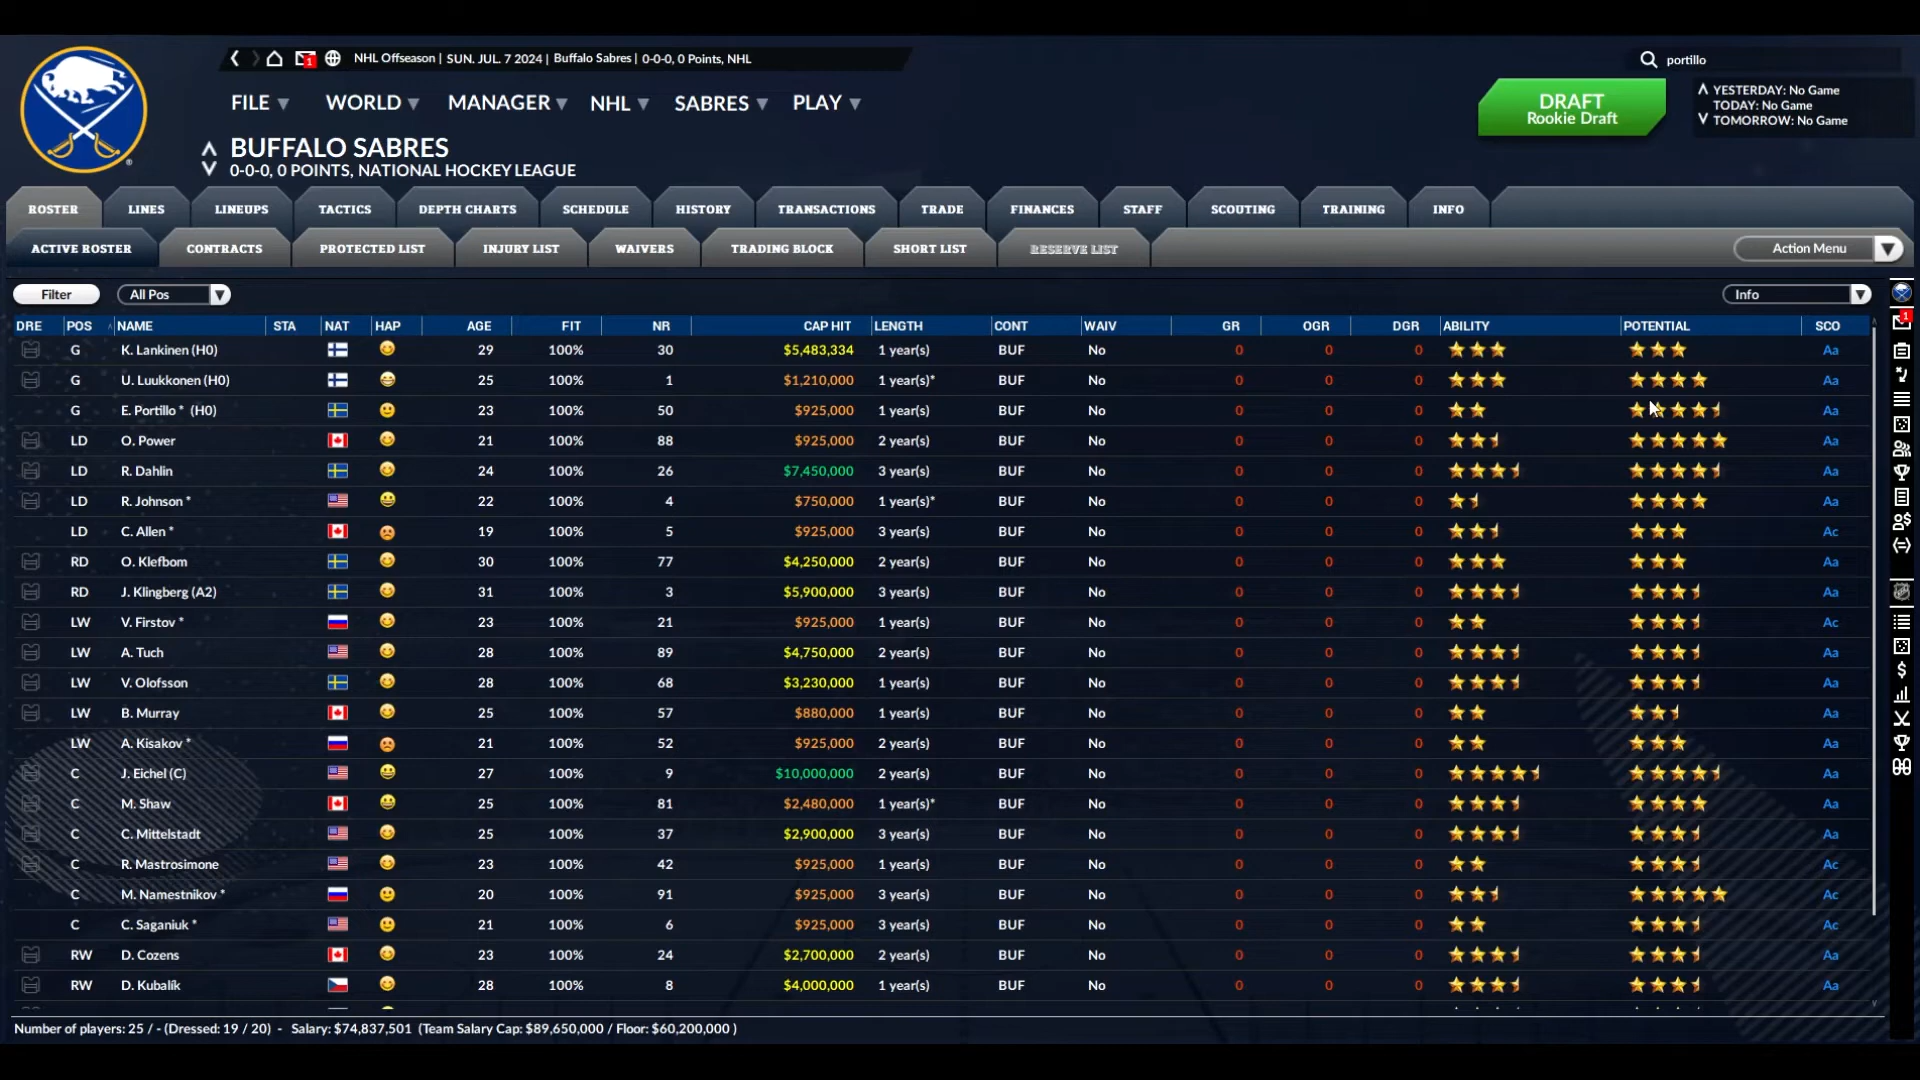 NHL Offseason | SUN. JUL. 7 2024 | Buffalo Sabres | 0-0-0, 0 Points, NHL
portillo
FILE WORLD MANAGER NHL SABRES PLAY
DRAFT
Rookie Draft
YESTERDAY: No Game
TODAY: No Game
TOMORROW: No Game
BUFFALO SABRES
0-0-0, 0 POINTS, NATIONAL HOCKEY LEAGUE
ROSTER LINES LINEUPS TACTICS DEPTH CHARTS SCHEDULE HISTORY TRANSACTIONS TRADE FINANCES STAFF SCOUTING TRAINING INFO
ACTIVE ROSTER CONTRACTS PROTECTED LIST INJURY LIST WAIVERS TRADING BLOCK SHORT LIST RESERVE LIST Action Menu
Filter All Pos Info
DRE POS NAME STA NAT HAP AGE FIT NR CAP HIT LENGTH CONT WAIV GR OGR DGR ABILITY POTENTIAL SCO
G K. Lankinen (H0) 29 100% 30 $5,483,334 1 year(s) BUF No 0 0 0 Aa
G U. Luukkonen (H0) 25 100% 1 $1,210,000 1 year(s)* BUF No 0 0 0 Aa
G E. Portillo * (H0) 23 100% 50 $925,000 1 year(s) BUF No 0 0 0 Aa
LD O. Power 21 100% 88 $925,000 2 year(s) BUF No 0 0 0 Aa
LD R. Dahlin 24 100% 26 $7,450,000 3 year(s) BUF No 0 0 0 Aa
LD R. Johnson * 22 100% 4 $750,000 1 year(s)* BUF No 0 0 0 Aa
LD C. Allen * 19 100% 5 $925,000 3 year(s) BUF No 0 0 0 Ac
RD O. Klefbom 30 100% 77 $4,250,000 2 year(s) BUF No 0 0 0 Aa
RD J. Klingberg (A2) 31 100% 3 $5,900,000 3 year(s) BUF No 0 0 0 Aa
LW V. Firstov * 23 100% 21 $925,000 1 year(s) BUF No 0 0 0 Ac
LW A. Tuch 28 100% 89 $4,750,000 2 year(s) BUF No 0 0 0 Aa
LW V. Olofsson 28 100% 68 $3,230,000 1 year(s) BUF No 0 0 0 Aa
LW B. Murray 25 100% 57 $880,000 1 year(s) BUF No 0 0 0 Aa
LW A. Kisakov * 21 100% 52 $925,000 2 year(s) BUF No 0 0 0 Aa
C J. Eichel (C) 27 100% 9 $10,000,000 2 year(s) BUF No 0 0 0 Aa
C M. Shaw 25 100% 81 $2,480,000 1 year(s)* BUF No 0 0 0 Aa
C C. Mittelstadt 25 100% 37 $2,900,000 3 year(s) BUF No 0 0 0 Aa
C R. Mastrosimone 23 100% 42 $925,000 1 year(s) BUF No 0 0 0 Ac
C M. Namestnikov * 20 100% 91 $925,000 3 year(s) BUF No 0 0 0 Ac
C C. Saganiuk * 21 100% 6 $925,000 3 year(s) BUF No 0 0 0 Ac
RW D. Cozens 23 100% 24 $2,700,000 2 year(s) BUF No 0 0 0 Aa
RW D. Kubalík 28 100% 8 $4,000,000 1 year(s) BUF No 0 0 0 Aa
Number of players: 25 / - (Dressed: 19 / 20) - Salary: $74,837,501 (Team Salary Cap: $89,650,000 / Floor: $60,200,000 )